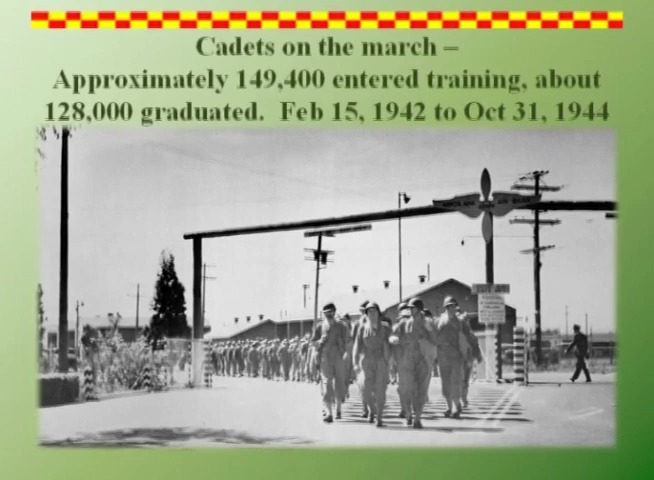 Cadets on the march –
Approximately 149,400 entered training, about
128,000 graduated.  Feb 15, 1942 to Oct 31, 1944